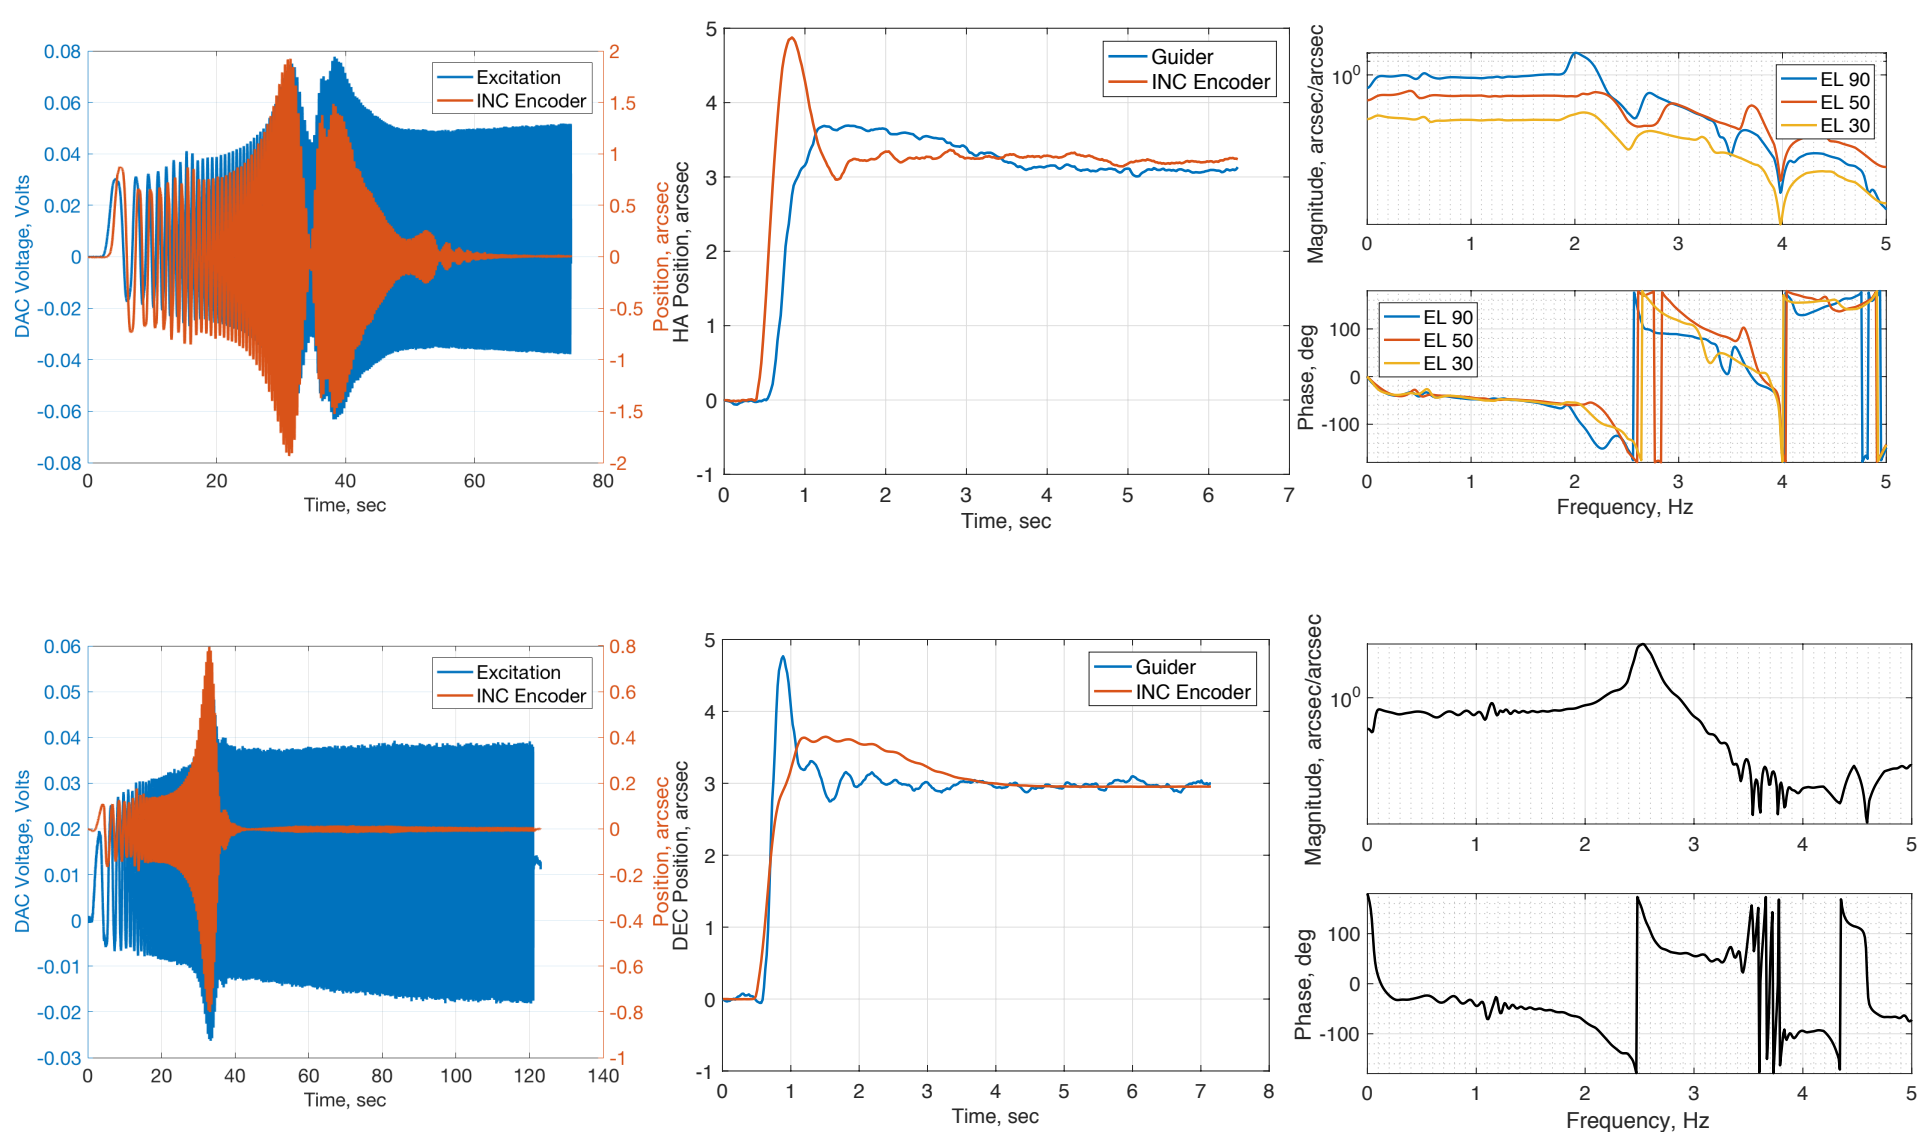 0.08
0.06
0.04
0.02
0
-0.02
-0.04
-0.06
-0.08
DAC Voltage, Volts
2
1.5
1
0.5
0
-0.5
-1
-1.5
-2
Position, arcsec
Excitation
INC Encoder
0 20 40 60 80
Time, sec
5
4
3
2
1
0
-1
HA Position, arcsec
Guider
INC Encoder
0 1 2 3 4 5 6 7
Time, sec
10^0
Magnitude, arcsec/arcsec
EL 90
EL 50
EL 30
0 1 2 3 4 5
100
0
-100
Phase, deg
EL 90
EL 50
EL 30
0 1 2 3 4 5
Frequency, Hz
0.06
0.05
0.04
0.03
0.02
0.01
0
-0.01
-0.02
-0.03
DAC Voltage, Volts
0.8
0.6
0.4
0.2
0
-0.2
-0.4
-0.6
-0.8
-1
Position, arcsec
Excitation
INC Encoder
0 20 40 60 80 100 120 140
Time, sec
5
4
3
2
1
0
-1
DEC Position, arcsec
Guider
INC Encoder
0 1 2 3 4 5 6 7 8
Time, sec
10^0
Magnitude, arcsec/arcsec
0 1 2 3 4 5
100
0
-100
Phase, deg
0 1 2 3 4 5
Frequency, Hz